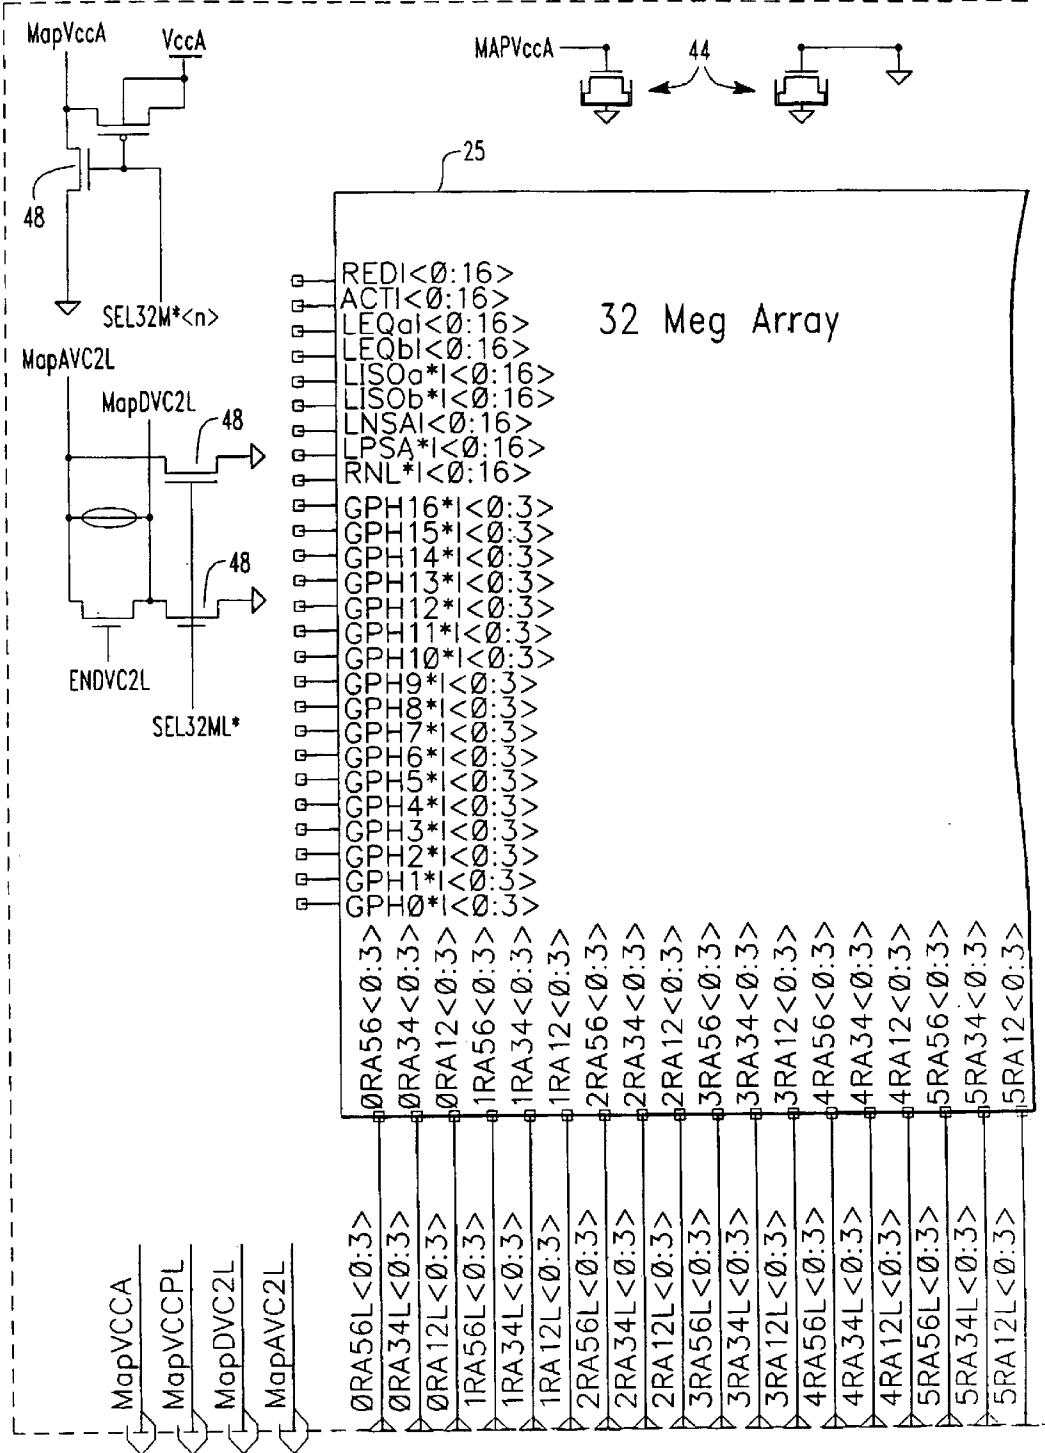 MapVccA
VccA
48
SEL32M*<n>
MAPVccA
44
25
MapAVC2L
MapDVC2L
48
48
ENDVC2L
SEL32ML*
32 Meg Array
REDI<Ø:16>
ACTI<Ø:16>
LEQaI<Ø:16>
LEQbI<Ø:16>
LISOa*I<Ø:16>
LISOb*I<Ø:16>
LNSAI<Ø:16>
LPSA*I<Ø:16>
RNL*I<Ø:16>
GPH16*I<Ø:3>
GPH15*I<Ø:3>
GPH14*I<Ø:3>
GPH13*I<Ø:3>
GPH12*I<Ø:3>
GPH11*I<Ø:3>
GPH1Ø*I<Ø:3>
GPH9*I<Ø:3>
GPH8*I<Ø:3>
GPH7*I<Ø:3>
GPH6*I<Ø:3>
GPH5*I<Ø:3>
GPH4*I<Ø:3>
GPH3*I<Ø:3>
GPH2*I<Ø:3>
GPH1*I<Ø:3>
GPHØ*I<Ø:3>
ØRA56<Ø:3>
ØRA34<Ø:3>
ØRA12<Ø:3>
1RA56<Ø:3>
1RA34<Ø:3>
1RA12<Ø:3>
2RA56<Ø:3>
2RA34<Ø:3>
2RA12<Ø:3>
3RA56<Ø:3>
3RA34<Ø:3>
3RA12<Ø:3>
4RA56<Ø:3>
4RA34<Ø:3>
4RA12<Ø:3>
5RA56<Ø:3>
5RA34<Ø:3>
5RA12<Ø:3>
MapVCCA
MapVCCPL
MapDVC2L
MapAVC2L
ØRA56L<Ø:3>
ØRA34L<Ø:3>
ØRA12L<Ø:3>
1RA56L<Ø:3>
1RA34L<Ø:3>
1RA12L<Ø:3>
2RA56L<Ø:3>
2RA34L<Ø:3>
2RA12L<Ø:3>
3RA56L<Ø:3>
3RA34L<Ø:3>
3RA12L<Ø:3>
4RA56L<Ø:3>
4RA34L<Ø:3>
4RA12L<Ø:3>
5RA56L<Ø:3>
5RA34L<Ø:3>
5RA12L<Ø:3>